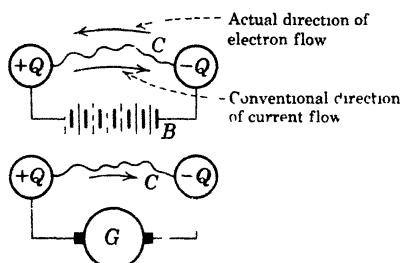 Actual direction of
electron flow
C
+Q
-Q
Conventional direction
of current flow
B
+Q
C
-Q
G